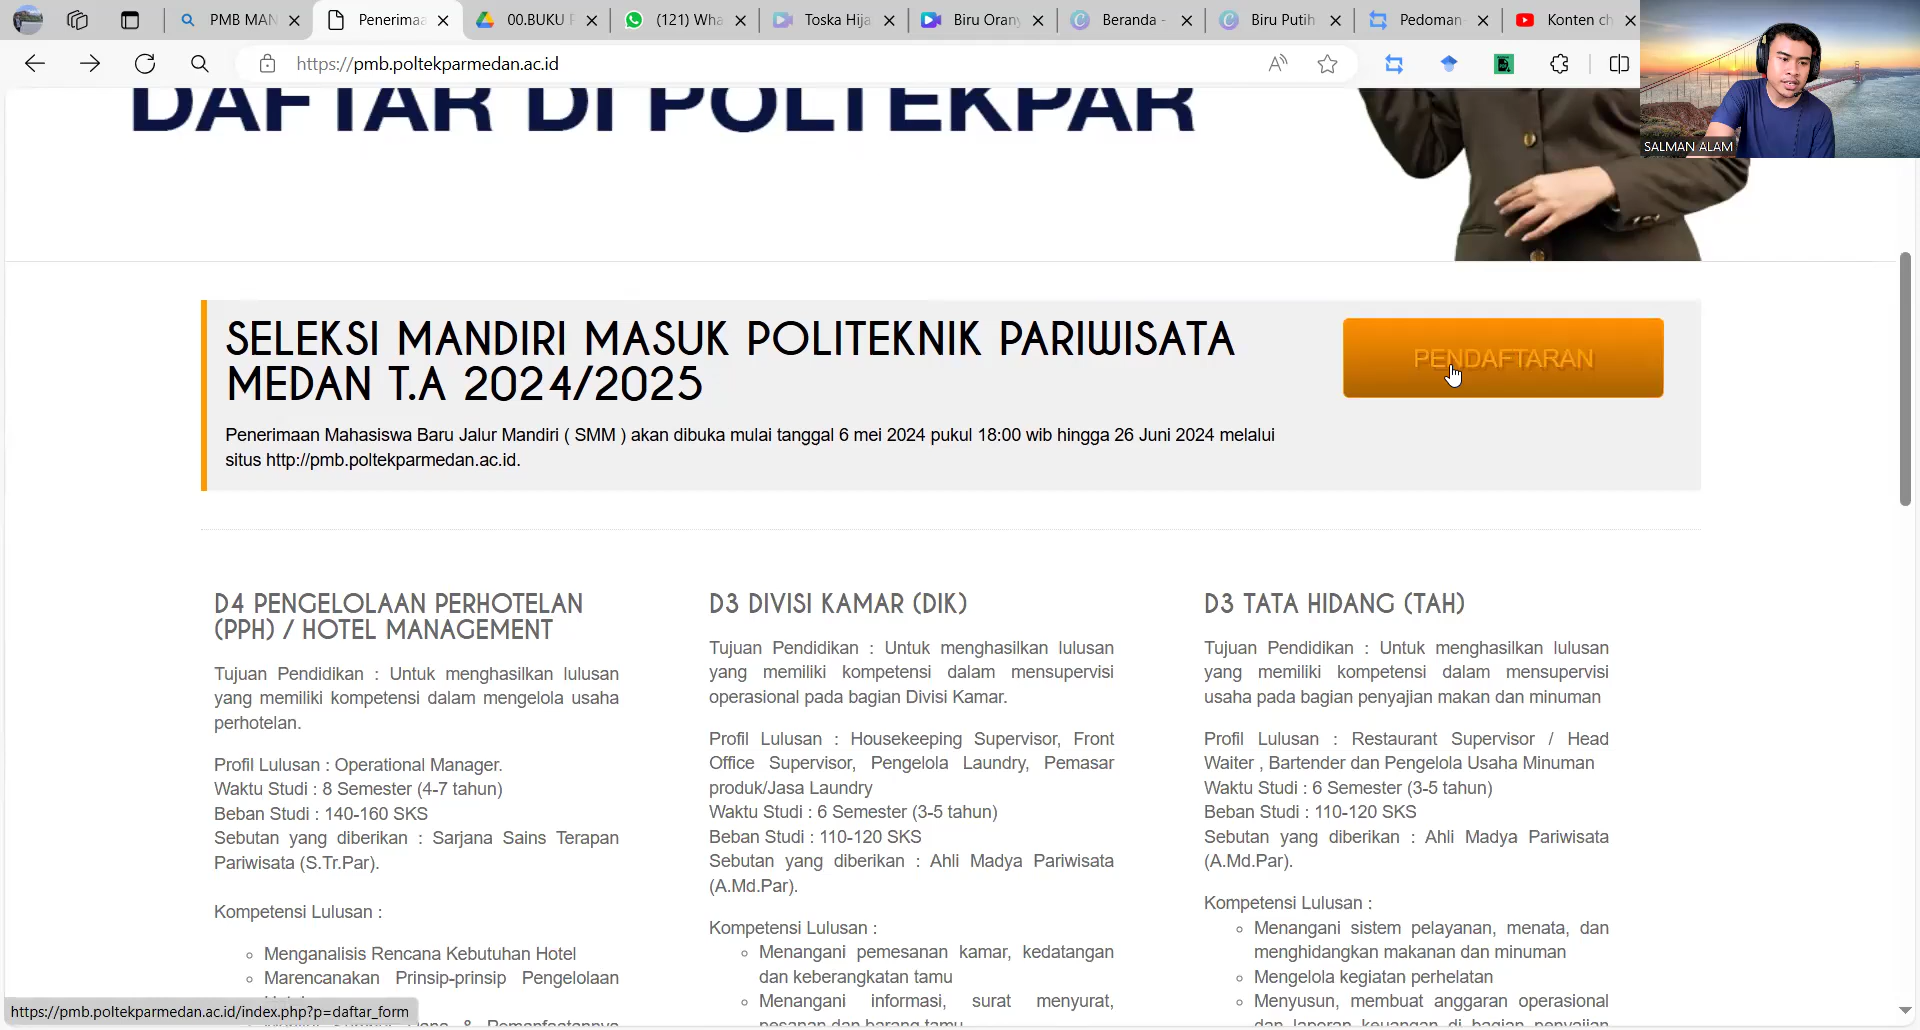 PMB MAN
Penerimaa
00.BUKU
(121) Wha
Toska Hija
Biru Oran
Beranda -
Biru Putih
Pedoman
Konten ch
https://pmb.poltekparmedan.ac.id
SALMAN ALAM
DAFTAR DI POLTEKPAR
SELEKSI MANDIRI MASUK POLITEKNIK PARIWISATA
MEDAN T.A 2024/2025
PENDAFTARAN
Penerimaan Mahasiswa Baru Jalur Mandiri ( SMM ) akan dibuka mulai tanggal 6 mei 2024 pukul 18:00 wib hingga 26 Juni 2024 melalui
situs http://pmb.poltekparmedan.ac.id.
D4 PENGELOLAAN PERHOTELAN
(PPH) / HOTEL MANAGEMENT
Tujuan Pendidikan : Untuk menghasilkan lulusan
yang memiliki kompetensi dalam mengelola usaha
perhotelan.
Profil Lulusan : Operational Manager.
Waktu Studi : 8 Semester (4-7 tahun)
Beban Studi : 140-160 SKS
Sebutan yang diberikan : Sarjana Sains Terapan
Pariwisata (S.Tr.Par).
Kompetensi Lulusan :
Menganalisis Rencana Kebutuhan Hotel
Marencanakan Prinsip-prinsip Pengelolaan
D3 DIVISI KAMAR (DIK)
Tujuan Pendidikan : Untuk menghasilkan lulusan
yang memiliki kompetensi dalam mensupervisi
operasional pada bagian Divisi Kamar.
Profil Lulusan : Housekeeping Supervisor, Front
Office Supervisor, Pengelola Laundry, Pemasar
produk/Jasa Laundry
Waktu Studi : 6 Semester (3-5 tahun)
Beban Studi : 110-120 SKS
Sebutan yang diberikan : Ahli Madya Pariwisata
(A.Md.Par).
Kompetensi Lulusan :
Menangani pemesanan kamar, kedatangan
dan keberangkatan tamu
Menangani informasi, surat menyurat,
pesanan dan barang tamu
D3 TATA HIDANG (TAH)
Tujuan Pendidikan : Untuk menghasilkan lulusan
yang memiliki kompetensi dalam mensupervisi
usaha pada bagian penyajian makan dan minuman
Profil Lulusan : Restaurant Supervisor / Head
Waiter , Bartender dan Pengelola Usaha Minuman
Waktu Studi : 6 Semester (3-5 tahun)
Beban Studi : 110-120 SKS
Sebutan yang diberikan : Ahli Madya Pariwisata
(A.Md.Par).
Kompetensi Lulusan :
Menangani sistem pelayanan, menata, dan
menghidangkan makanan dan minuman
Mengelola kegiatan perhelatan
Menyusun, membuat anggaran operasional
dan laporan keuangan di bagian penyajian
https://pmb.poltekparmedan.ac.id/index.php?p=daftar_form